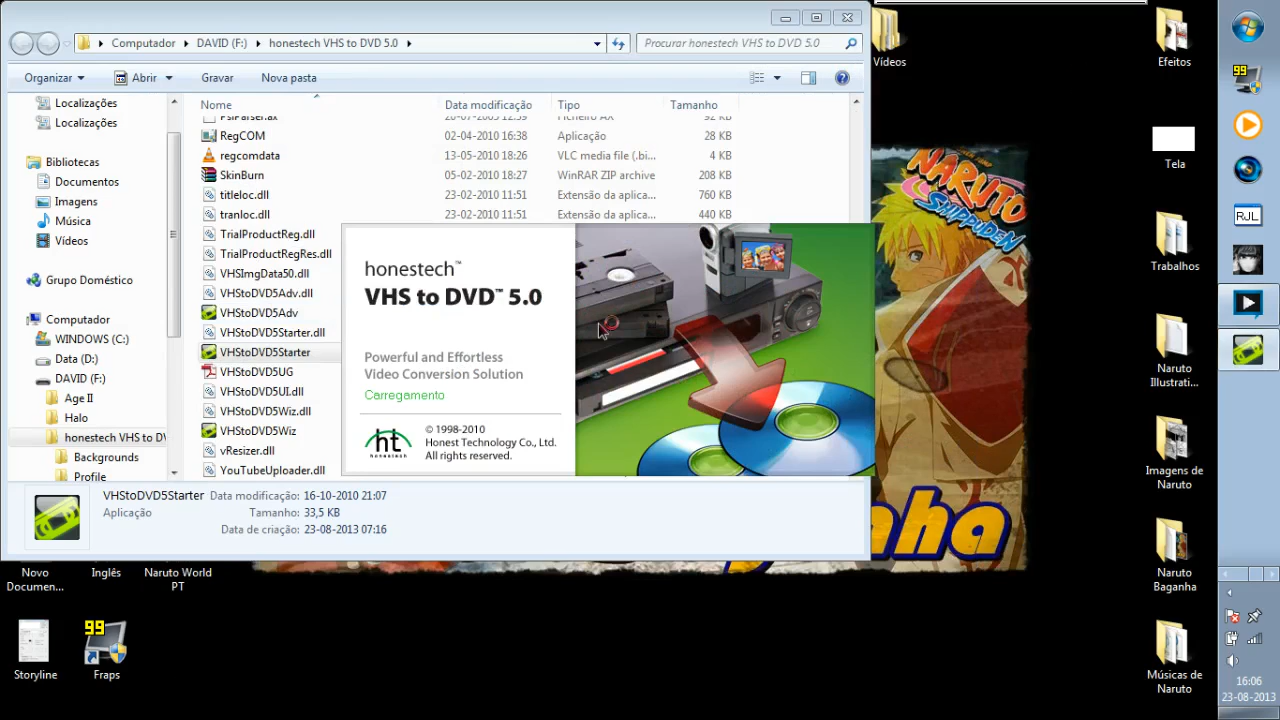 Computador
DAVID (F:)
honestech VHS to DVD 5.0
Procurar honestech VHS to DVD 5.0
Organizar
Abrir
Gravar
Nova pasta
Localizações
Localizações
Bibliotecas
Documentos
Imagens
Música
Vídeos
Grupo Doméstico
Computador
WINDOWS (C:)
Data (D:)
DAVID (F:)
Age II
Halo
honestech VHS to DV
Backgrounds
Profile
Nome
Data modificação
Tipo
Tamanho
RegCOM
02-04-2010 16:38
Aplicação
28 KB
regcomdata
13-05-2010 18:26
VLC media file (.bi...
4 KB
SkinBurn
05-02-2010 18:27
WinRAR ZIP archive
208 KB
titleloc.dll
23-02-2010 11:51
Extensão da aplica...
760 KB
tranloc.dll
23-02-2010 11:51
Extensão da aplica...
440 KB
TrialProductReg.dll
TrialProductRegRes.dll
VHSImgData50.dll
VHStoDVD5Adv.dll
VHStoDVD5Adv
VHStoDVD5Starter.dll
VHStoDVD5Starter
VHStoDVD5UG
VHStoDVD5UI.dll
VHStoDVD5Wiz.dll
VHStoDVD5Wiz
vResizer.dll
YouTubeUploader.dll
honestech™
VHS to DVD™ 5.0
Powerful and Effortless
Video Conversion Solution
Carregamento
ht
honestech
© 1998-2010
Honest Technology Co., Ltd.
All rights reserved.
VHStoDVD5Starter
Data modificação: 16-10-2010 21:07
Aplicação
Tamanho: 33,5 KB
Data de criação: 23-08-2013 07:16
Vídeos
NARUTO
SHIPPUDEN
nha
Novo
Documen...
Inglês
Naruto World
PT
Storyline
99
Fraps
Efeitos
Tela
Trabalhos
Naruto
Illustrati...
Imagens de
Naruto
Naruto
Baganha
Músicas de
Naruto
99
RJL
16:06
23-08-2013